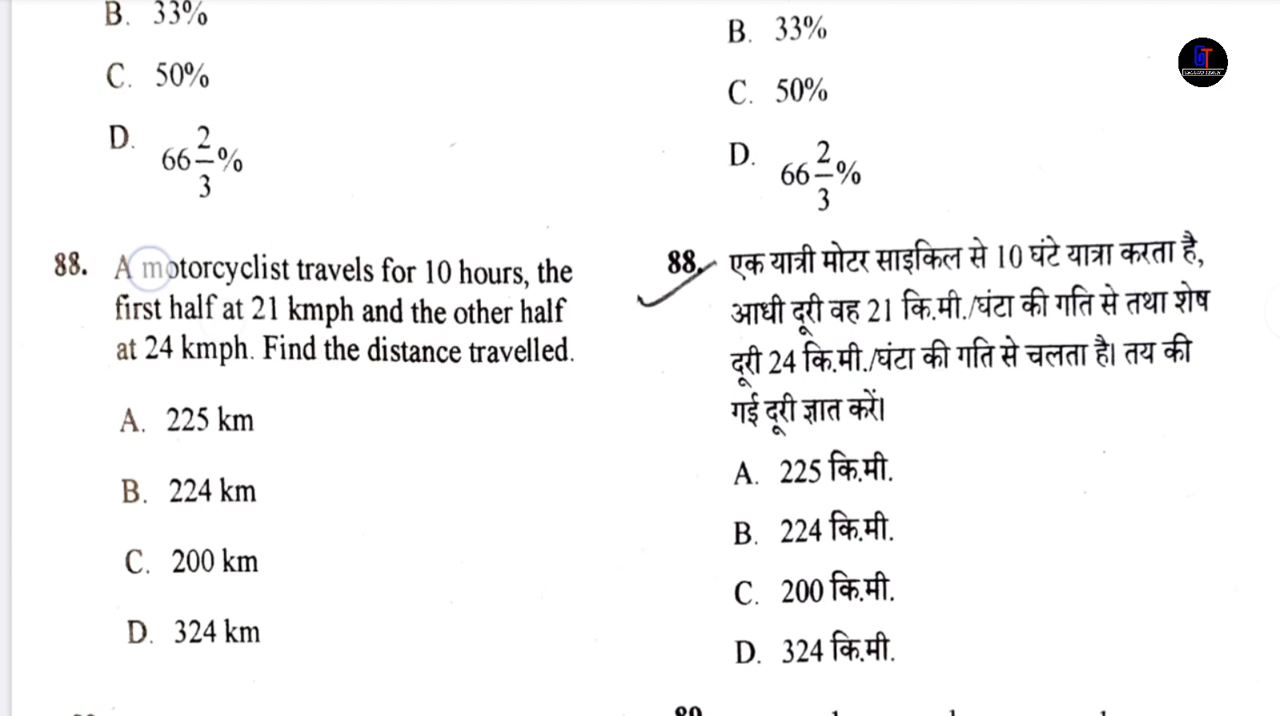 B. 33%
C. 50%
D. 66 2/3 %
88. A motorcyclist travels for 10 hours, the
first half at 21 kmph and the other half
at 24 kmph. Find the distance travelled.
A. 225 km
B. 224 km
C. 200 km
D. 324 km
B. 33%
C. 50%
D. 66 2/3 %
88. एक यात्री मोटर साइकिल से 10 घंटे यात्रा करता है,
आधी दूरी वह 21 कि.मी./घंटा की गति से तथा शेष
दूरी 24 कि.मी./घंटा की गति से चलता है। तय की
गई दूरी ज्ञात करें।
A. 225 कि.मी.
B. 224 कि.मी.
C. 200 कि.मी.
D. 324 कि.मी.
GT